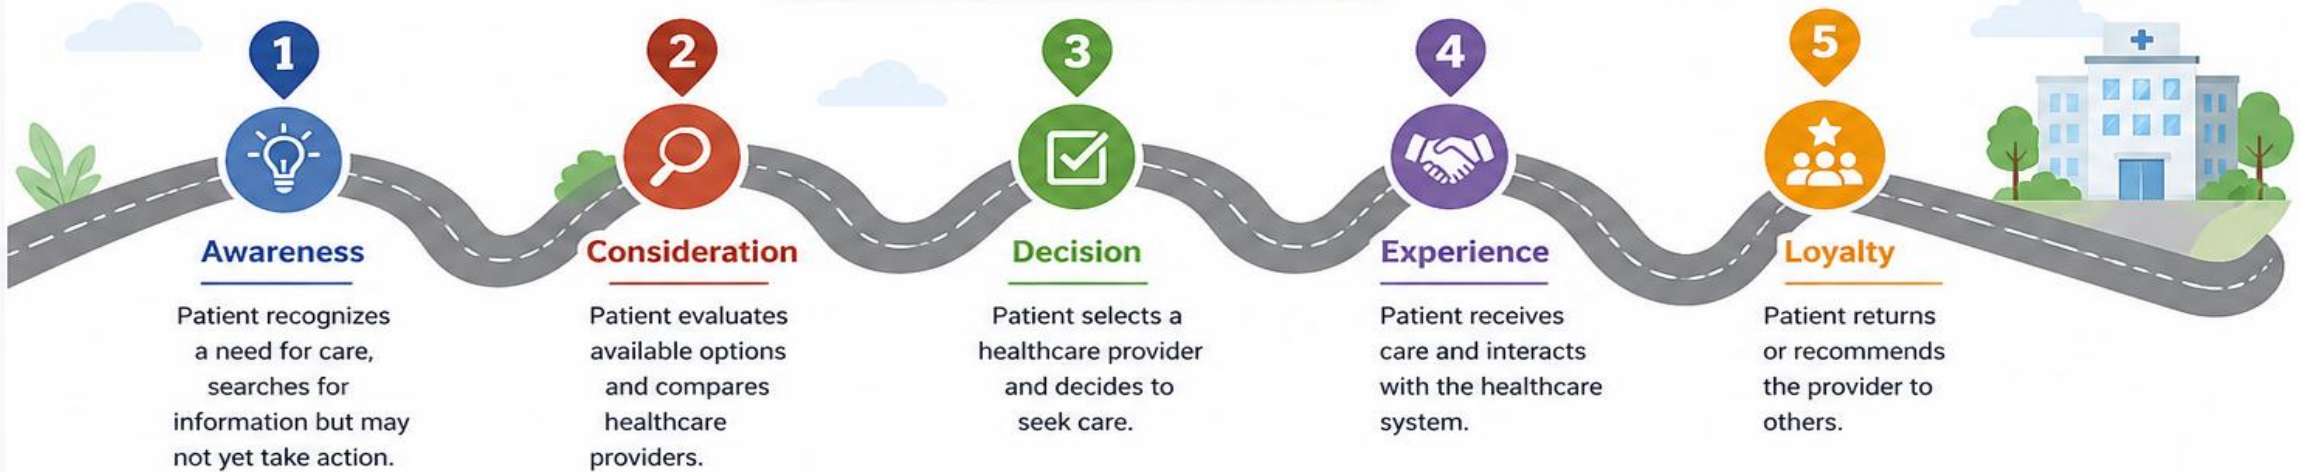 1
2
3
4
5
Awareness
Patient recognizes
a need for care,
searches for
information but may
not yet take action.
Consideration
Patient evaluates
available options
and compares
healthcare
providers.
Decision
Patient selects a
healthcare provider
and decides to
seek care.
Experience
Patient receives
care and interacts
with the healthcare
system.
Loyalty
Patient returns
or recommends
the provider to
others.